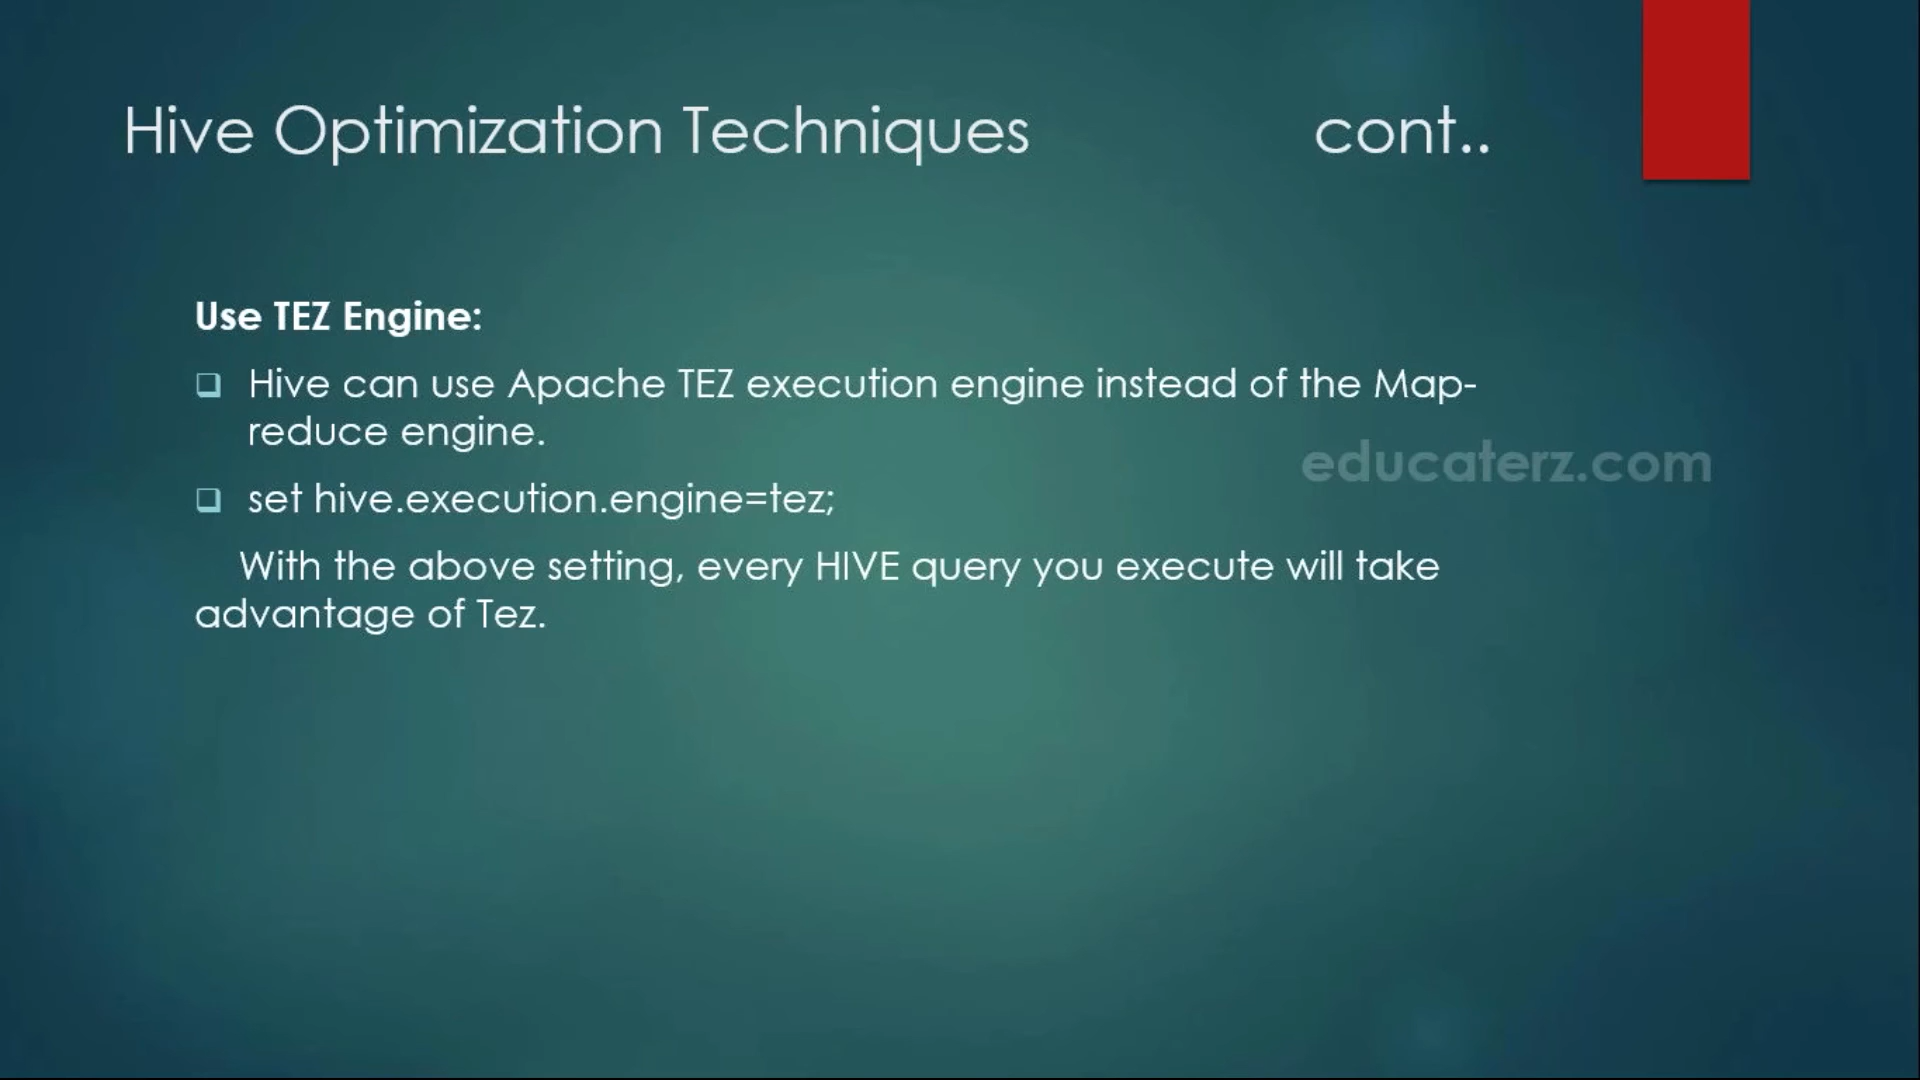 Hive Optimization Techniques cont..
Use TEZ Engine:
❑ Hive can use Apache TEZ execution engine instead of the Map-
reduce engine.
educaterz.com
❑ set hive.execution.engine=tez;
With the above setting, every HIVE query you execute will take
advantage of Tez.